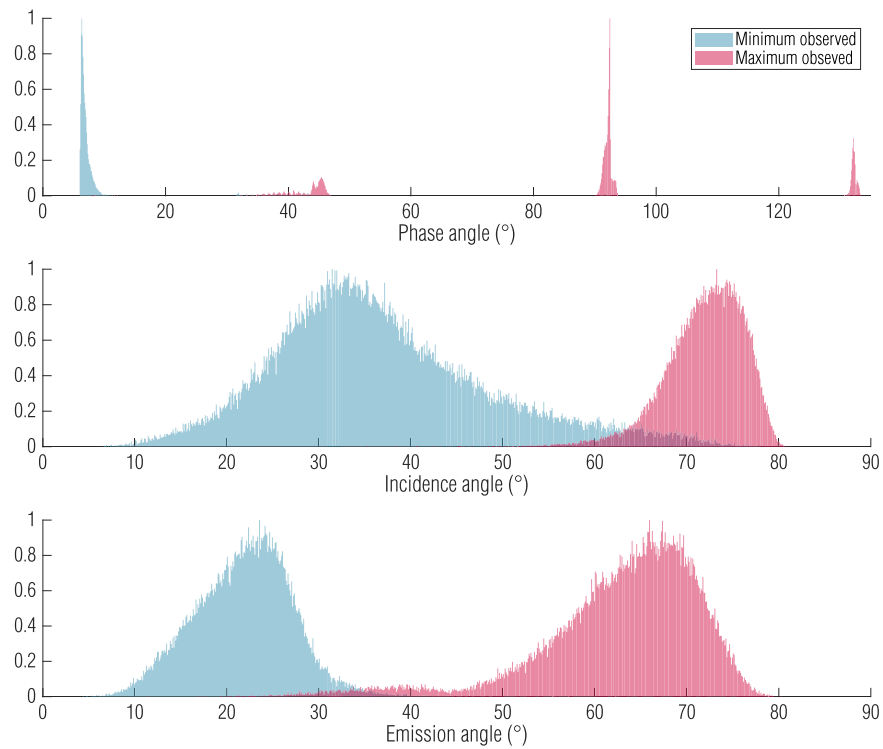 1
0.8
0.6
0.4
0.2
0
0 20 40 60 80 100 120
Phase angle (°)
Minimum observed
Maximum obseved
1
0.8
0.6
0.4
0.2
0
0 10 20 30 40 50 60 70 80 90
Incidence angle (°)
1
0.8
0.6
0.4
0.2
0
0 10 20 30 40 50 60 70 80 90
Emission angle (°)